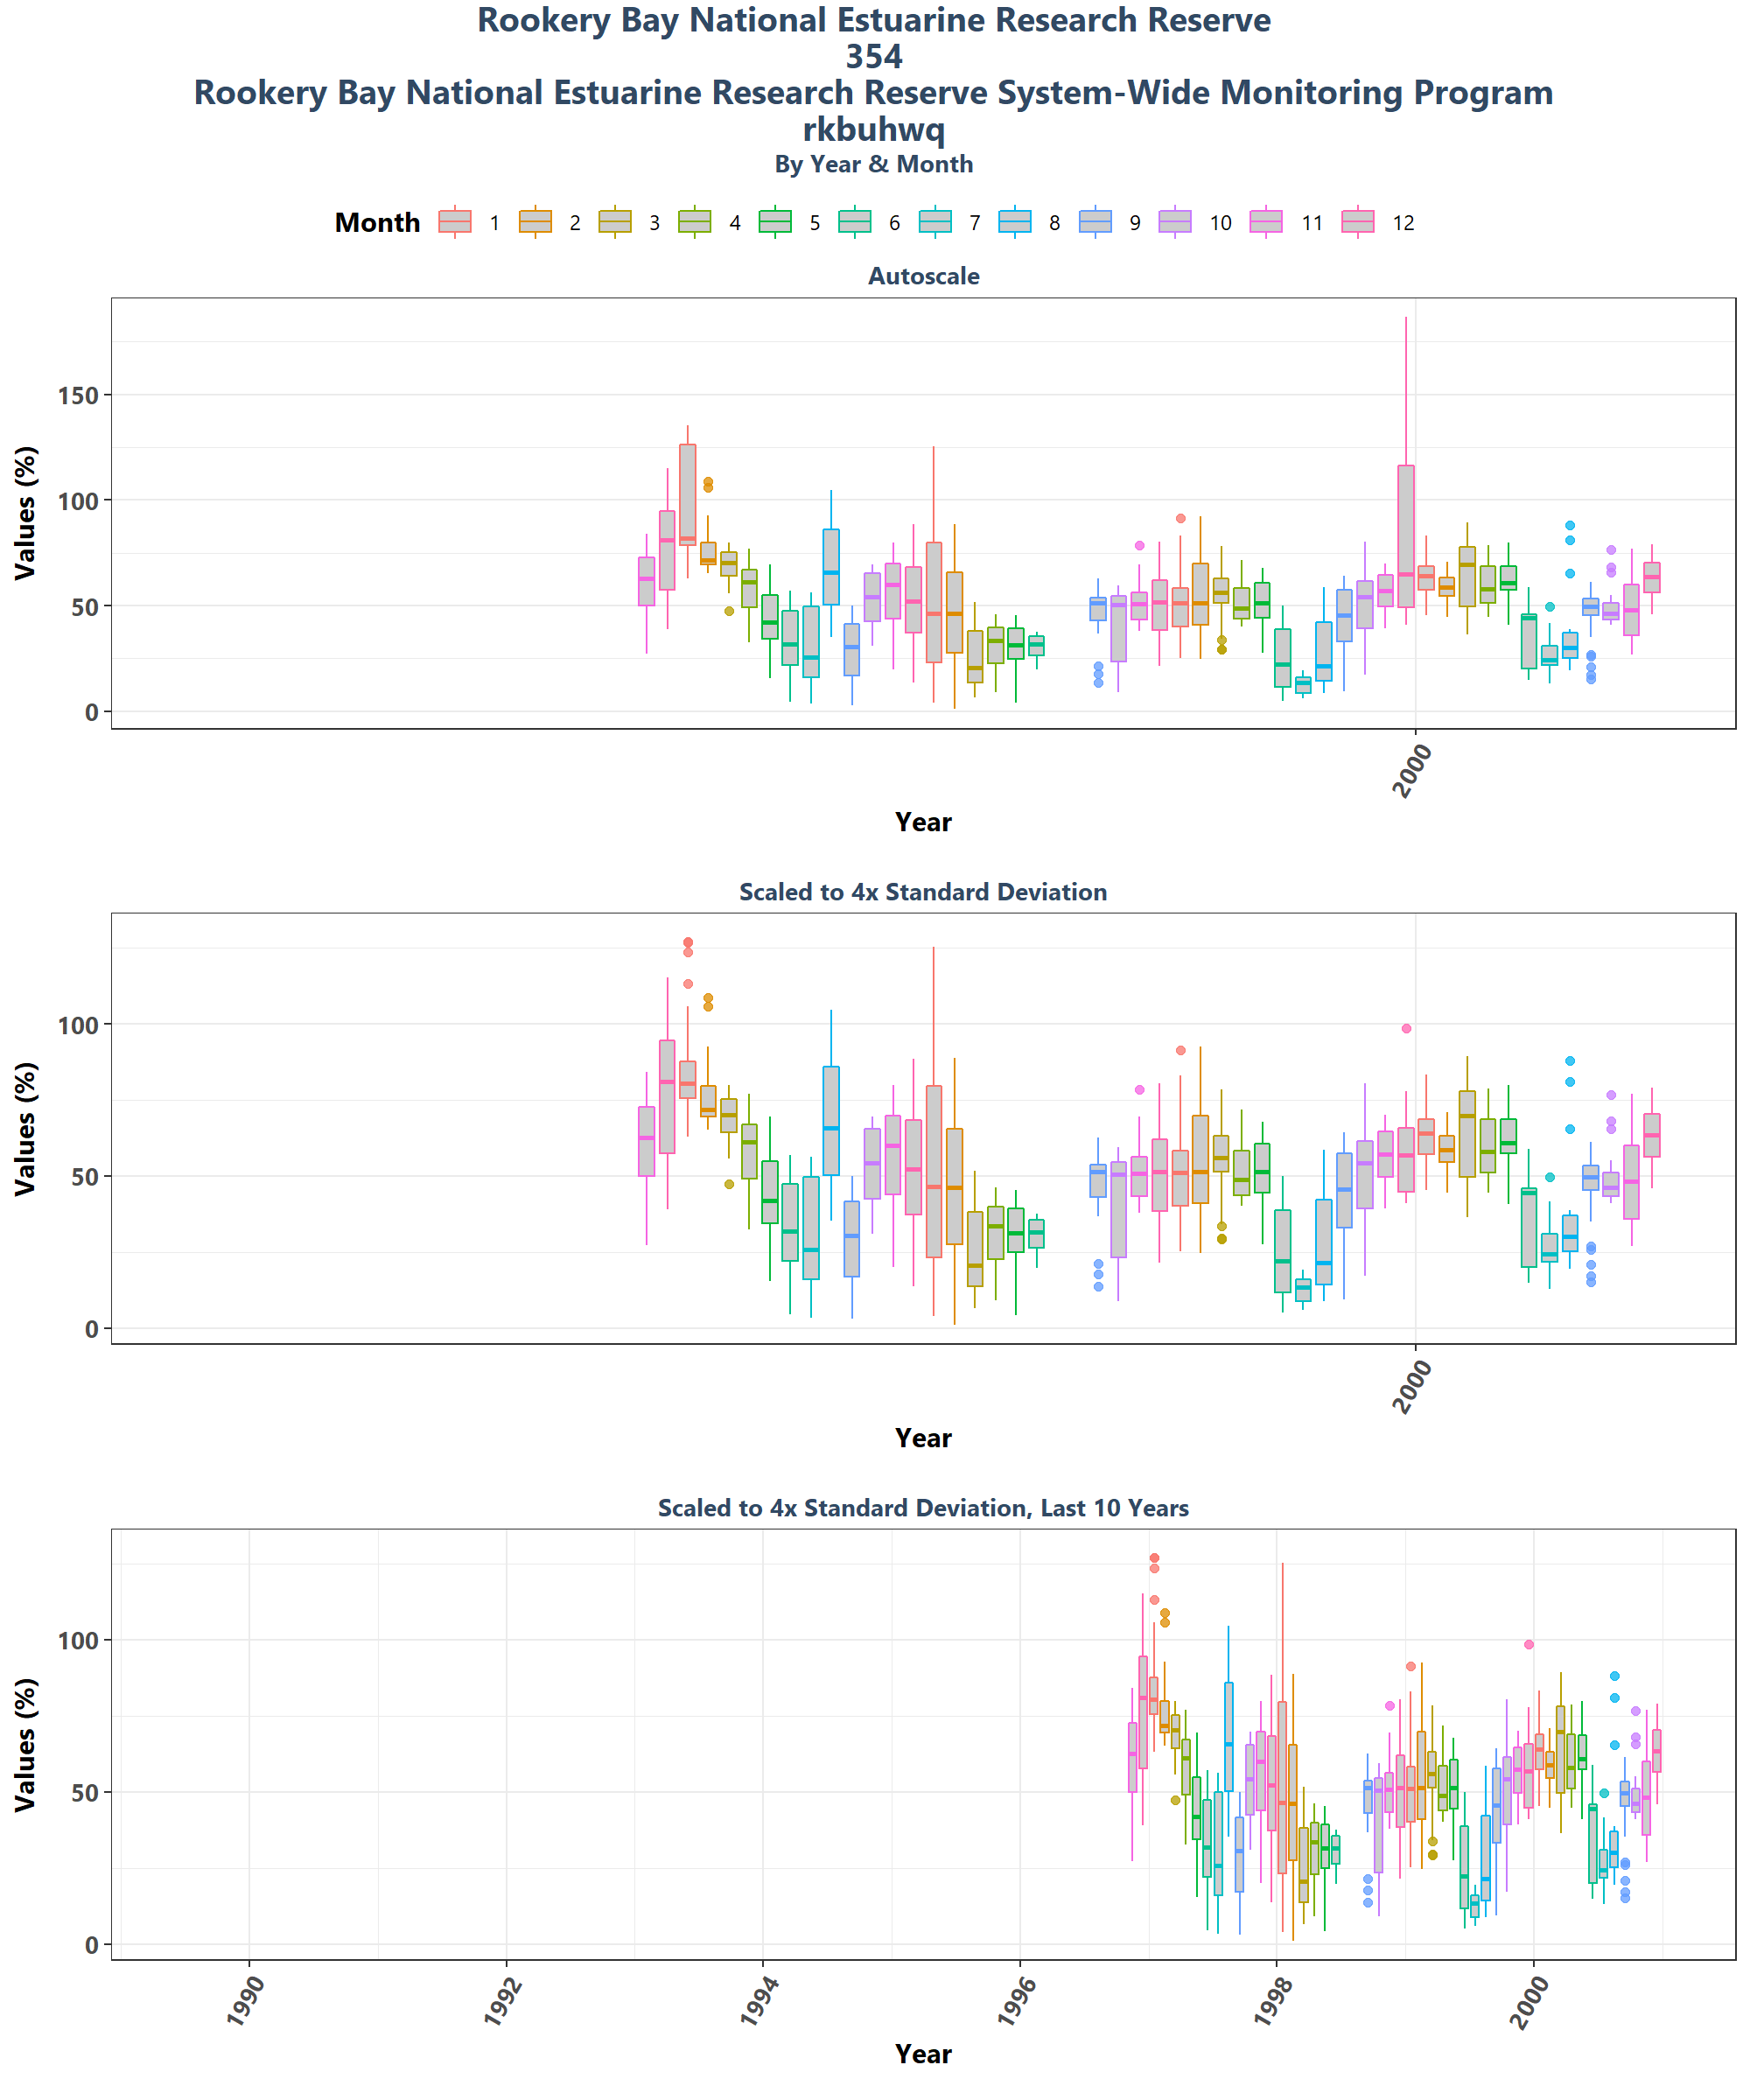 Rookery Bay National Estuarine Research Reserve
354
Rookery Bay National Estuarine Research Reserve System-Wide Monitoring Program
rkbuhwq
By Year & Month
Month 1 2 3 4 5 6 7 8 9 10 11 12
Autoscale
Values (%)
150
100
50
0
2000
Year
Scaled to 4x Standard Deviation
Values (%)
100
50
0
2000
Year
Scaled to 4x Standard Deviation, Last 10 Years
Values (%)
100
50
0
1990 1992 1994 1996 1998 2000
Year